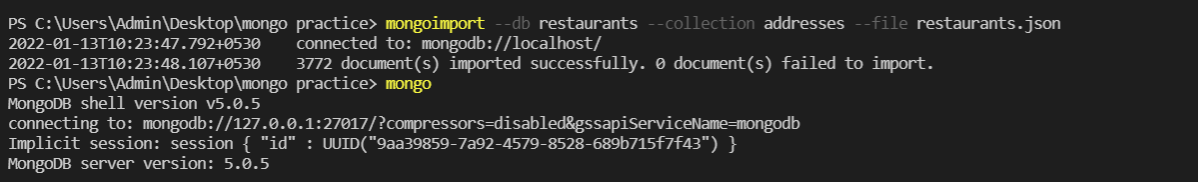 PS C:\Users\Admin\Desktop\mongo practice> mongoimport --db restaurants --collection addresses --file restaurants.json
2022-01-13T10:23:47.792+0530    connected to: mongodb://localhost/
2022-01-13T10:23:48.107+0530    3772 document(s) imported successfully. 0 document(s) failed to import.
PS C:\Users\Admin\Desktop\mongo practice> mongo
MongoDB shell version v5.0.5
connecting to: mongodb://127.0.0.1:27017/?compressors=disabled&gssapiServiceName=mongodb
Implicit session: session { "id" : UUID("9aa39859-7a92-4579-8528-689b715f7f43") }
MongoDB server version: 5.0.5